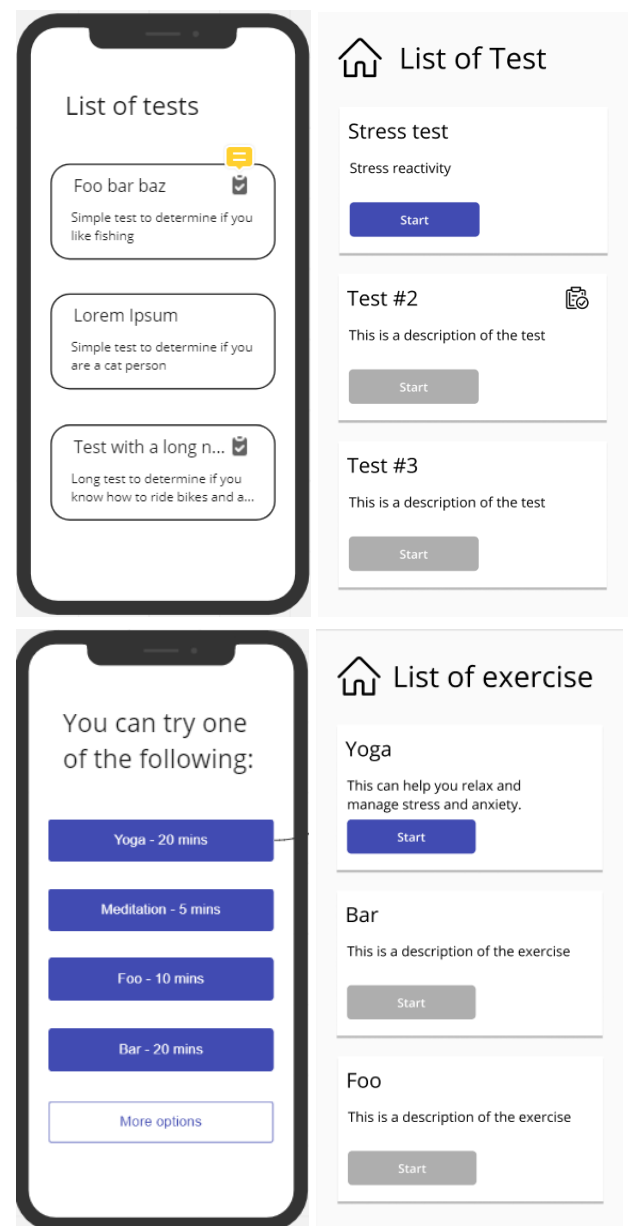 List of tests
Foo bar baz
Simple test to determine if you
like fishing
Lorem Ipsum
Simple test to determine if you
are a cat person
Test with a long n...
Long test to determine if you
know how to ride bikes and a...
List of Test
Stress test
Stress reactivity
Start
Test #2
This is a description of the test
Start
Test #3
This is a description of the test
Start
You can try one
of the following:
Yoga - 20 mins
Meditation - 5 mins
Foo - 10 mins
Bar - 20 mins
More options
List of exercise
Yoga
This can help you relax and
manage stress and anxiety.
Start
Bar
This is a description of the exercise
Start
Foo
This is a description of the exercise
Start